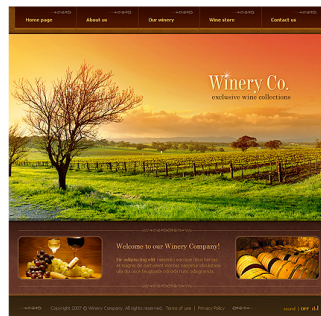 Home page
About us
Our winery
Wine store
Contact us
Winery Co.
exclusive wine collections
Welcome to our Winery Company!
Copyright 2007 © Winery Company. All rights reserved. Terms of use | Privacy Policy
sound | OFF